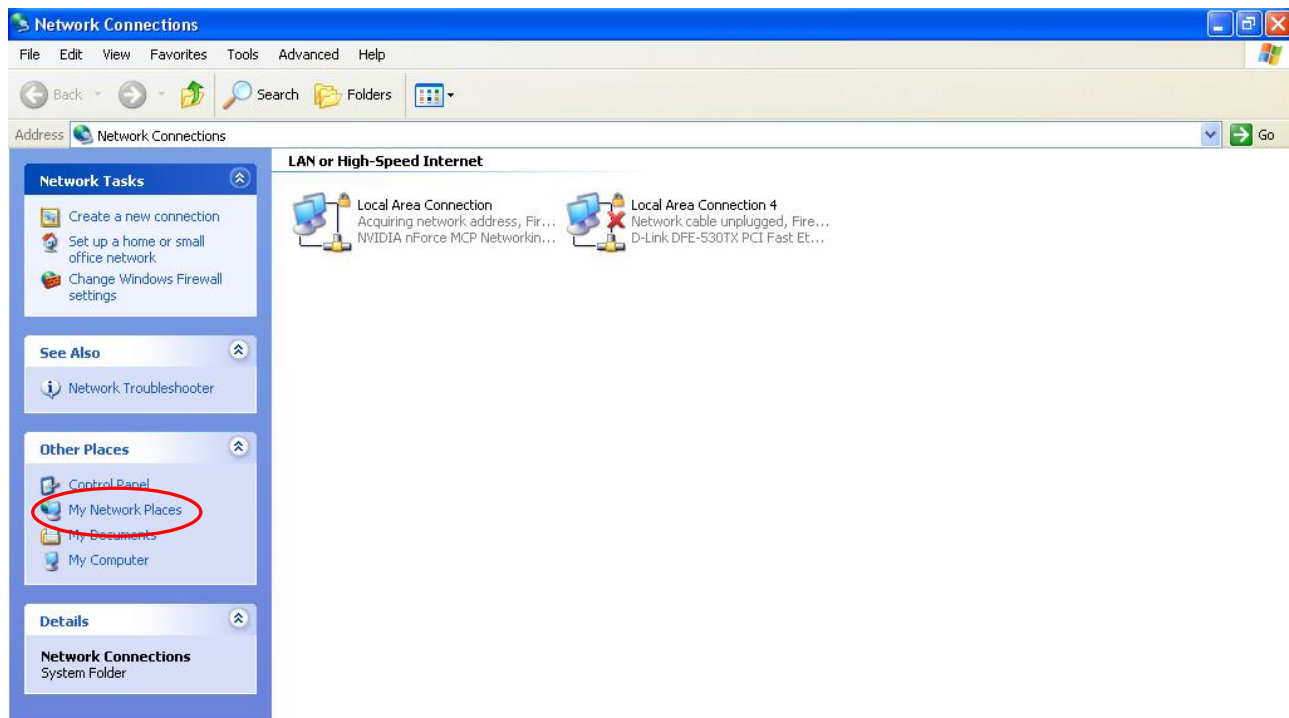 Network Connections
File Edit View Favorites Tools Advanced Help
Back Search Folders
Address Network Connections Go
Network Tasks
Create a new connection
Set up a home or small
office network
Change Windows Firewall
settings
See Also
Network Troubleshooter
Other Places
Control Panel
My Network Places
My Documents
My Computer
Details
Network Connections
System Folder
LAN or High-Speed Internet
Local Area Connection
Acquiring network address, Fir...
NVIDIA nForce MCP Networkin...
Local Area Connection 4
Network cable unplugged, Fire...
D-Link DFE-530TX PCI Fast Et...